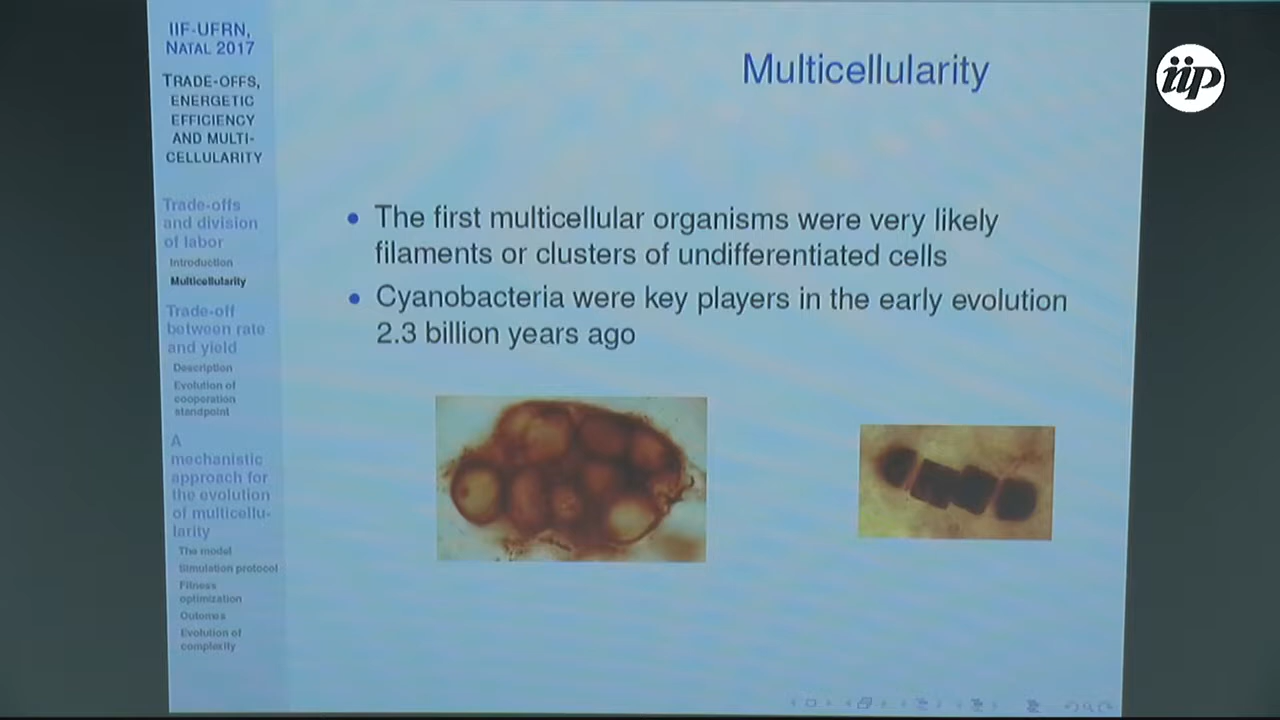 IIF-UFRN,
NATAL 2017
TRADE-OFFS,
ENERGETIC
EFFICIENCY
AND MULTI-
CELLULARITY
Trade-offs
and division
of labor
Introduction
Multicellularity
Trade-off
between rate
and yield
Description
Evolution of
cooperation
standpoint
A
mechanistic
approach for
the evolution
of multicellu-
larity
The model
Simulation protocol
Fitness
optimization
Outcomes
Evolution of
complexity
Multicellularity
• The first multicellular organisms were very likely
filaments or clusters of undifferentiated cells
• Cyanobacteria were key players in the early evolution
2.3 billion years ago
iip